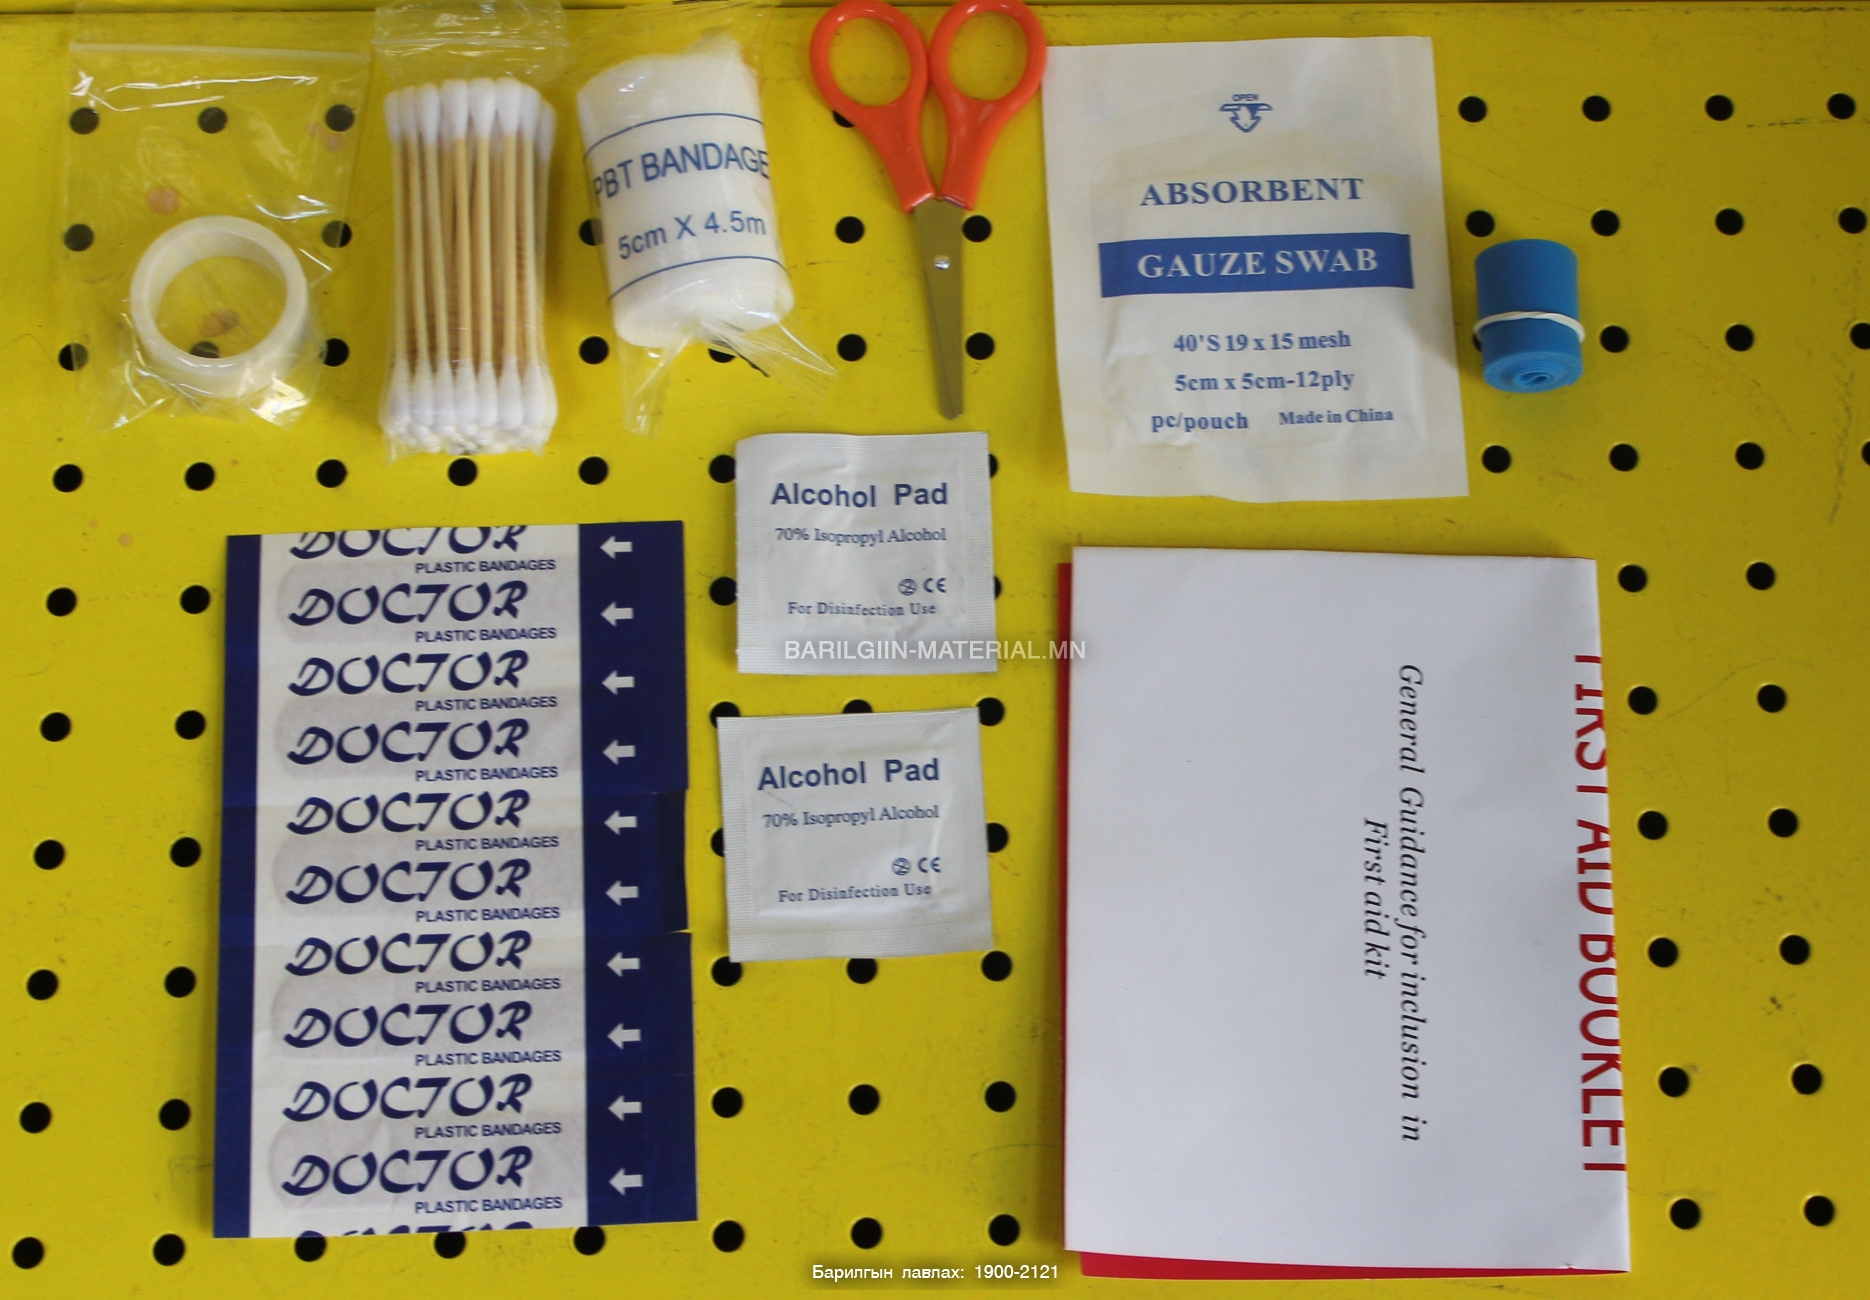 PBT BANDAGE
5cm X 4.5m
OPEN
ABSORBENT
GAUZE SWAB
40'S 19 x 15 mesh
5cm x 5cm-12ply
pc/pouch Made in China
Alcohol Pad
70% Isopropyl Alcohol
CE
For Disinfection Use
BARILGIIN-MATERIAL.MN
Alcohol Pad
70% Isopropyl Alcohol
CE
For Disinfection Use
DOCTOR
PLASTIC BANDAGES
DOCTOR
PLASTIC BANDAGES
DOCTOR
PLASTIC BANDAGES
DOCTOR
PLASTIC BANDAGES
DOCTOR
PLASTIC BANDAGES
DOCTOR
PLASTIC BANDAGES
DOCTOR
PLASTIC BANDAGES
DOCTOR
PLASTIC BANDAGES
DOCTOR
PLASTIC BANDAGES
DOCTOR
PLASTIC BANDAGES
FIRST AID BOOKLET
General Guidance for inclusion in
First aid kit
Барилгын лавлах: 1900-2121